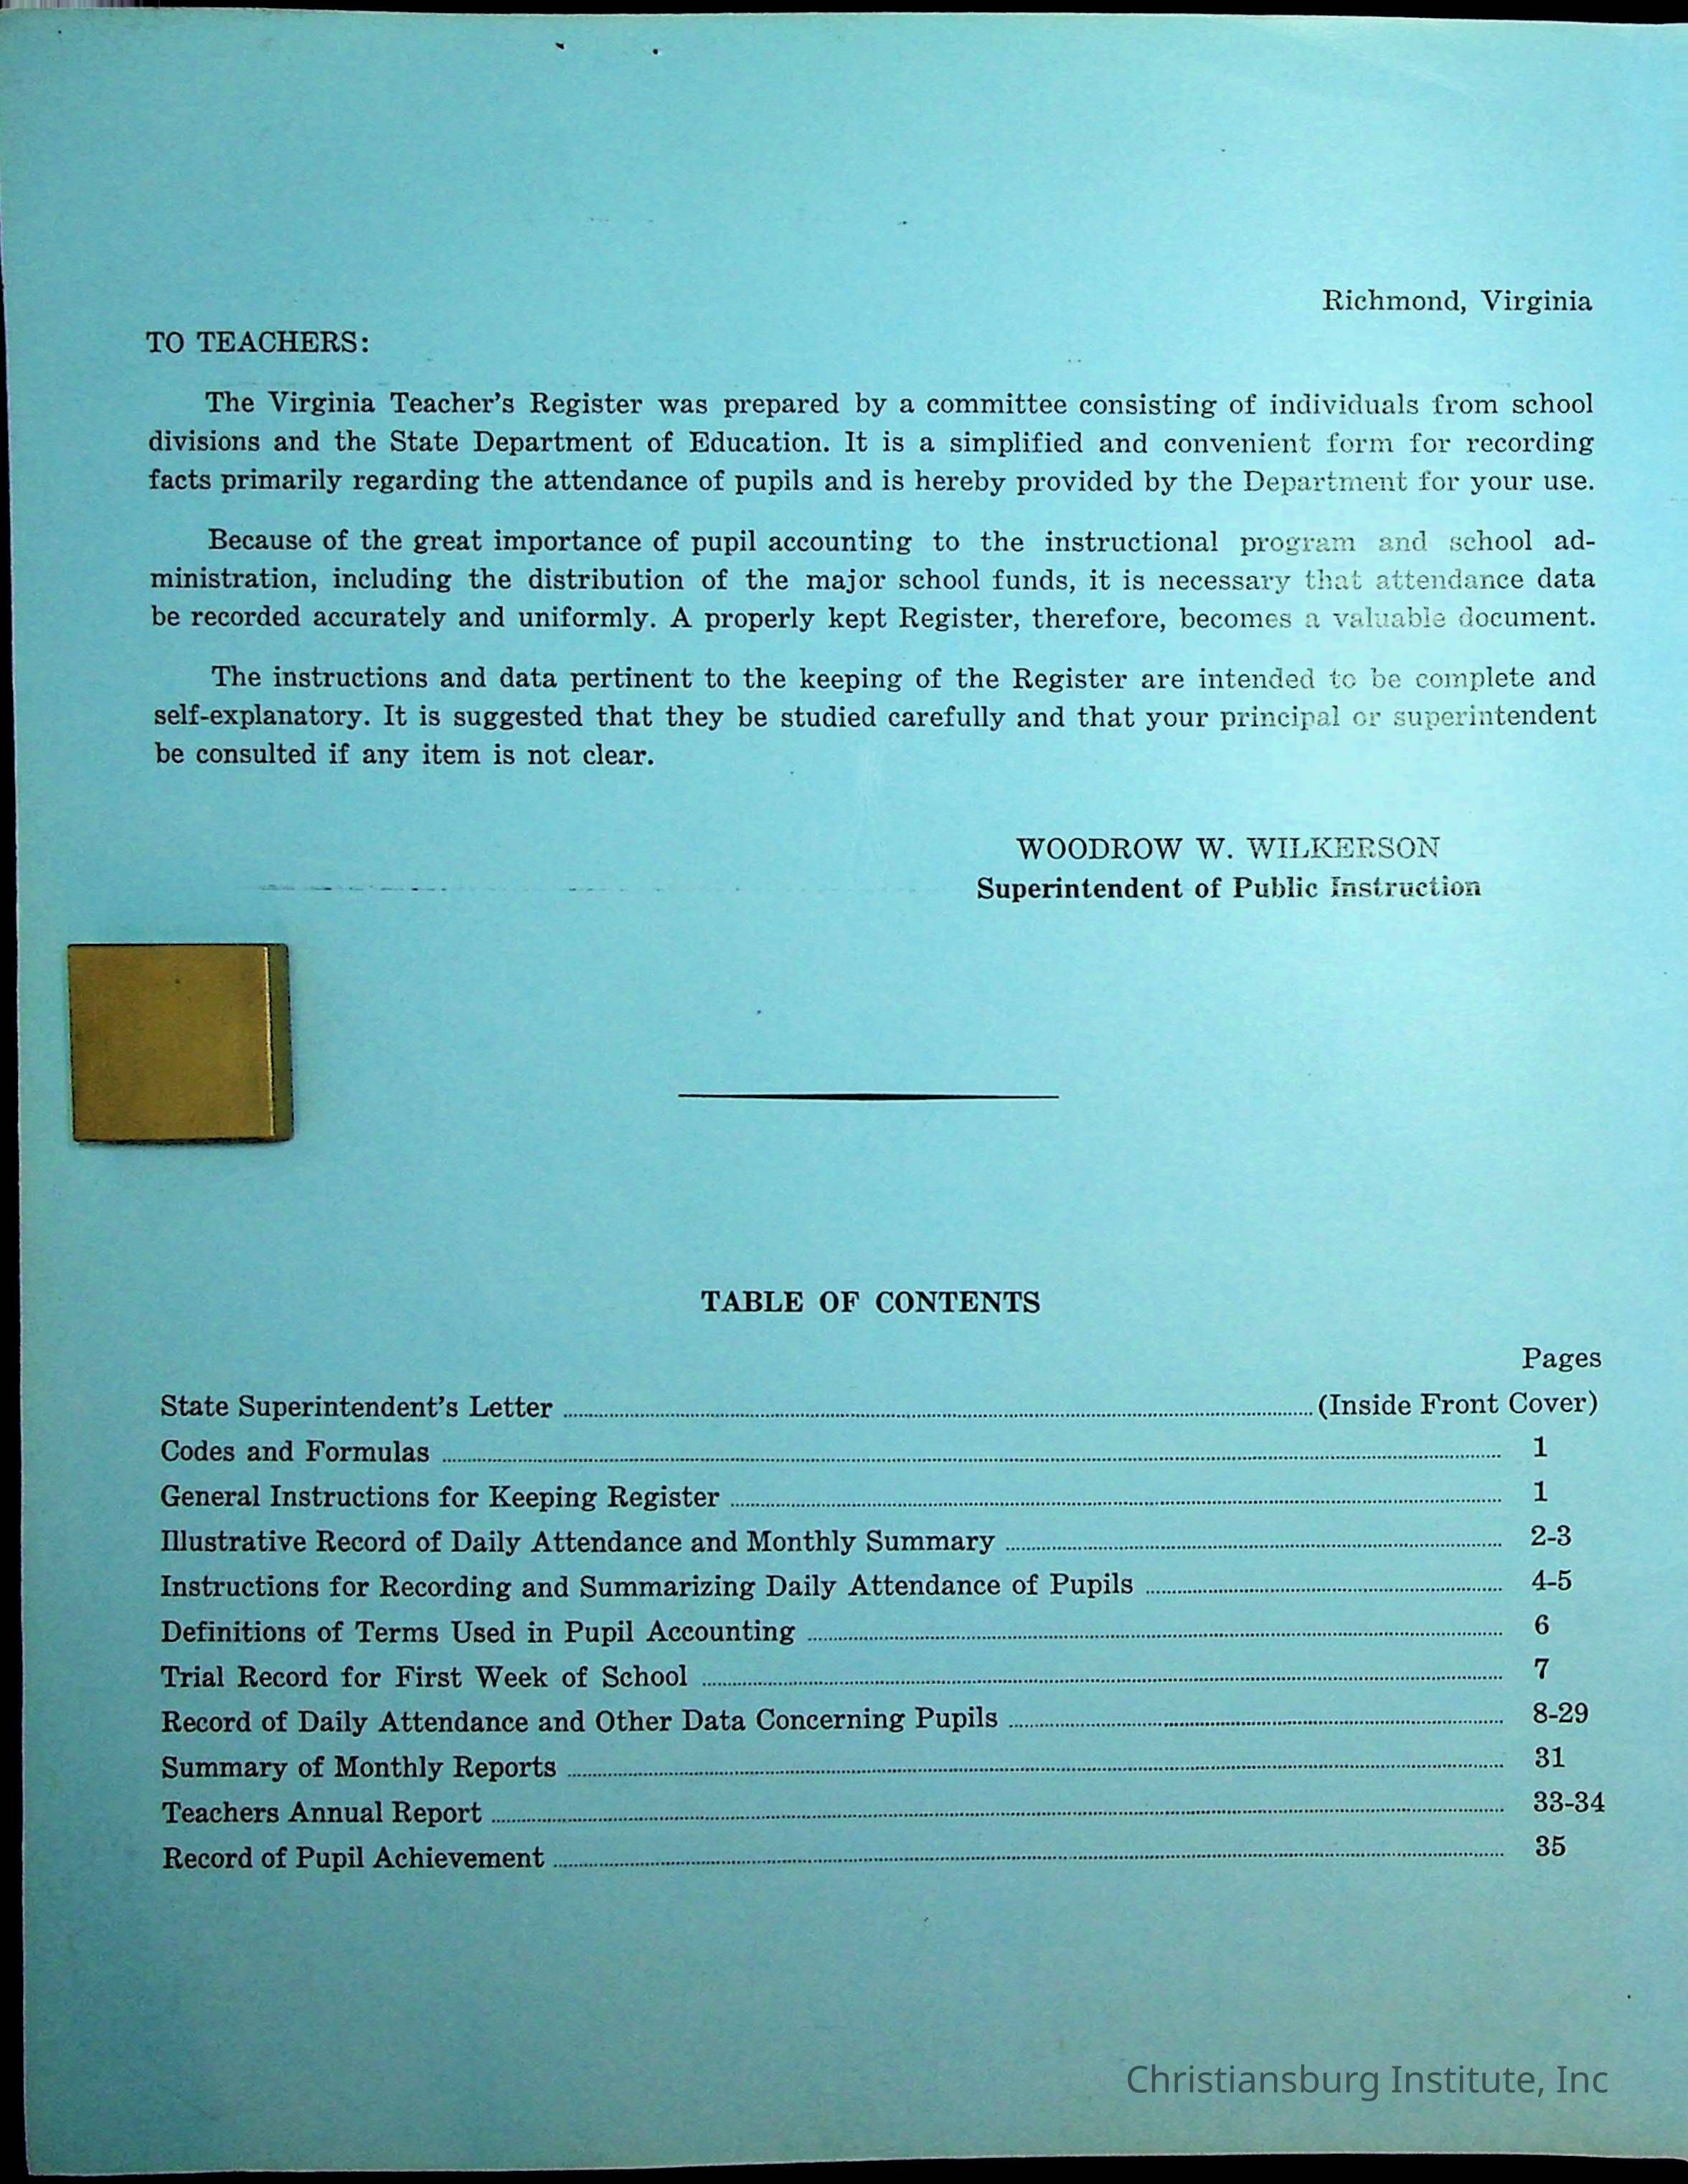 Richmond, Virginia
TO TEACHERS:
The Virginia Teacher's Register was prepared by a committee consisting of individuals from school
divisions and the State Department of Education. It is a simplified and convenient form for recording
facts primarily regarding the attendance of pupils and is hereby provided by the Department for your use.
Because of the great importance of pupil accounting to the instructional program and school ad-
ministration, including the distribution of the major school funds, it is necessary that attendance data
be recorded accurately and uniformly. A properly kept Register, therefore, becomes a valuable document.
The instructions and data pertinent to the keeping of the Register are intended to be complete and
self-explanatory. It is suggested that they be studied carefully and that your principal or superintendent
be consulted if any item is not clear.
WOODROW W. WILKERSON
Superintendent of Public Instruction
TABLE OF CONTENTS
Pages
State Superintendent's Letter (Inside Front Cover)
Codes and Formulas 1
General Instructions for Keeping Register 1
Illustrative Record of Daily Attendance and Monthly Summary 2-3
Instructions for Recording and Summarizing Daily Attendance of Pupils 4-5
Definitions of Terms Used in Pupil Accounting 6
Trial Record for First Week of School 7
Record of Daily Attendance and Other Data Concerning Pupils 8-29
Summary of Monthly Reports 31
Teachers Annual Report 33-34
Record of Pupil Achievement 35
Christiansburg Institute, Inc